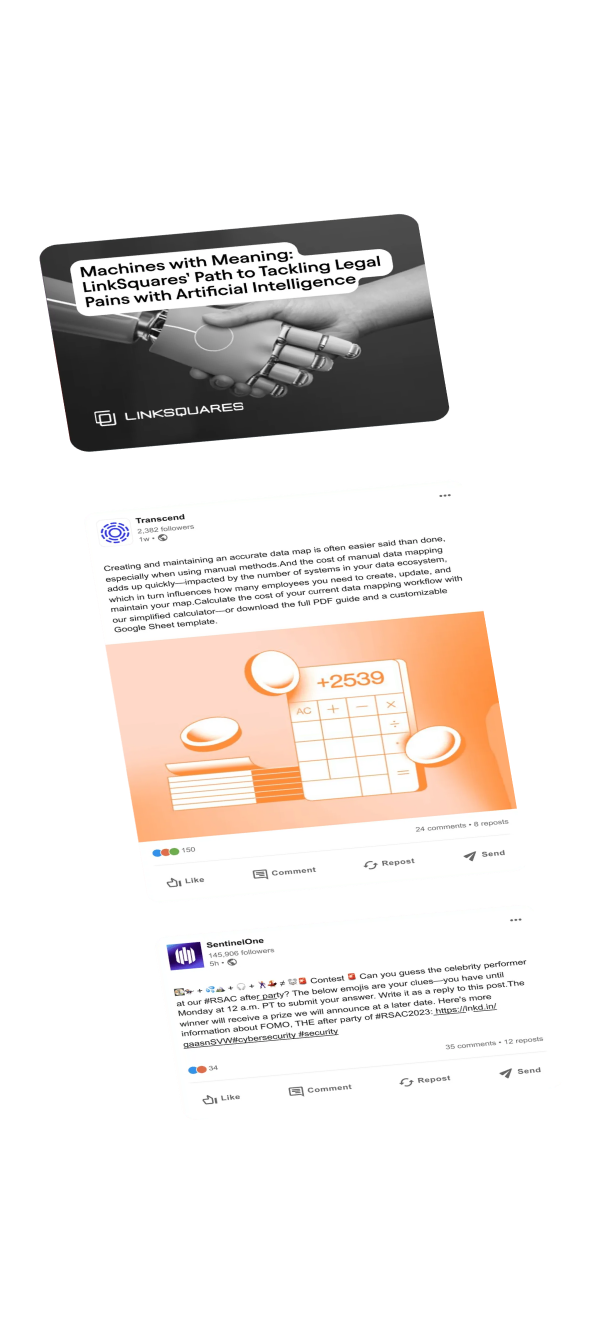 Machines with Meaning:
LinkSquares' Path to Tackling Legal
Pains with Artificial Intelligence
LINKSQUARES
Transcend
2,382 followers
1w •
Creating and maintaining an accurate data map is often easier said than done,
especially when using manual methods.And the cost of manual data mapping
adds up quickly—impacted by the number of systems in your data ecosystem,
which in turn influences how many employees you need to create, update, and
maintain your map.Calculate the cost of your current data mapping workflow with
our simplified calculator—or download the full PDF guide and a customizable
Google Sheet template.
+2539
AC + − ×
÷
=
150
24 comments • 8 reposts
Like Comment Repost Send
SentinelOne
145,906 followers
5h •
+ + + ≠ Contest Can you guess the celebrity performer
at our #RSAC after party? The below emojis are your clues—you have until
Monday at 12 a.m. PT to submit your answer. Write it as a reply to this post.The
winner will receive a prize we will announce at a later date. Here's more
information about FOMO, THE after party of #RSAC2023: https://lnkd.in/
gaasnSVW#cybersecurity #security
34
35 comments • 12 reposts
Like Comment Repost Send